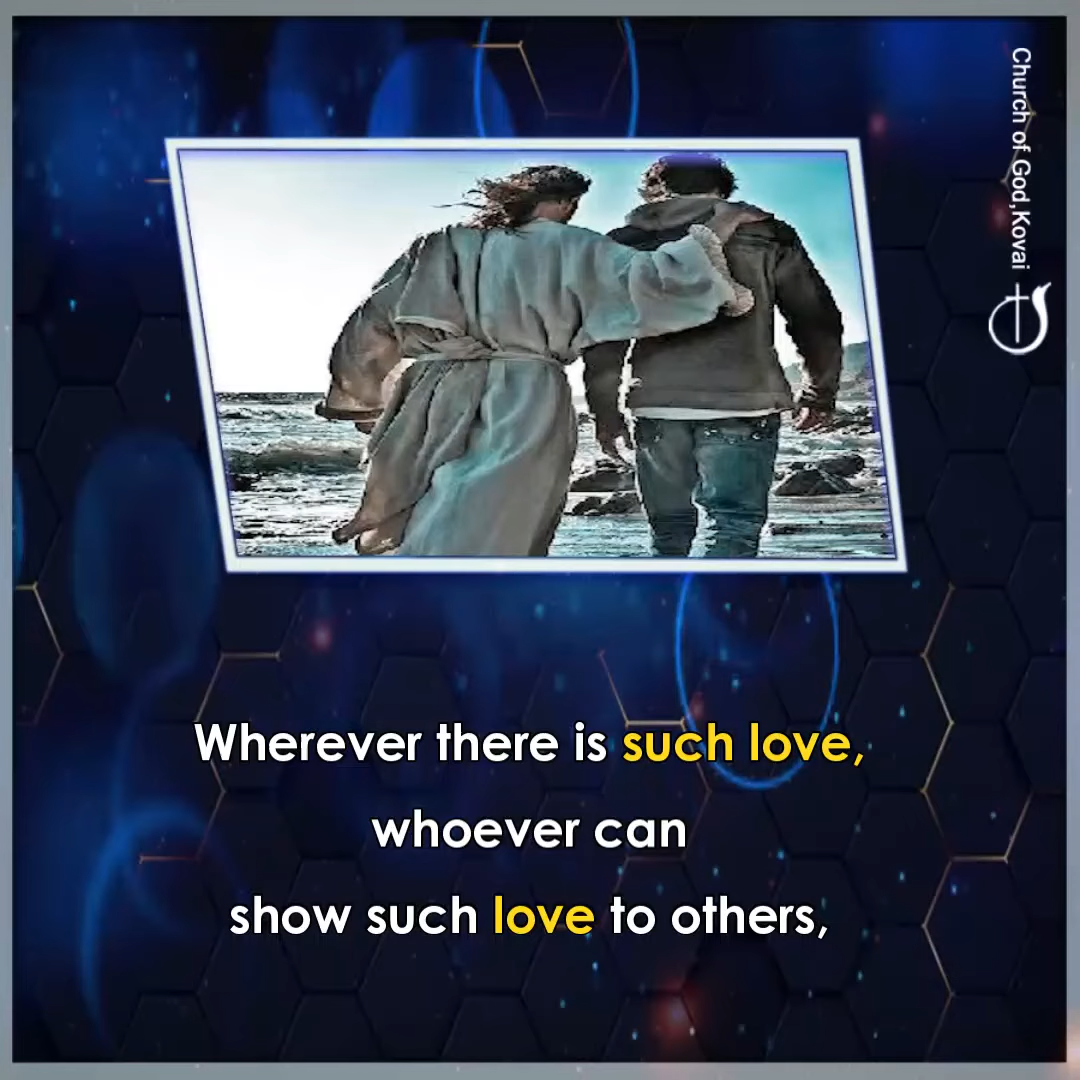 Church of God,Kovai
Wherever there is such love,
whoever can
show such love to others,